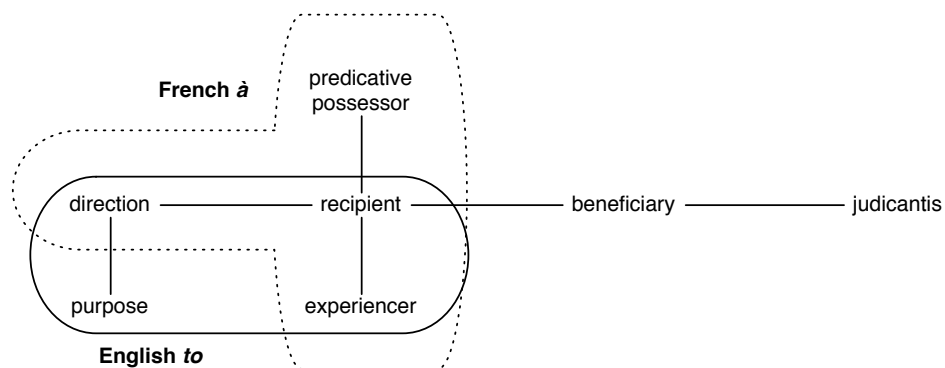 predicative
possessor
French à
direction
recipient
beneficiary
judicantis
purpose
experiencer
English to